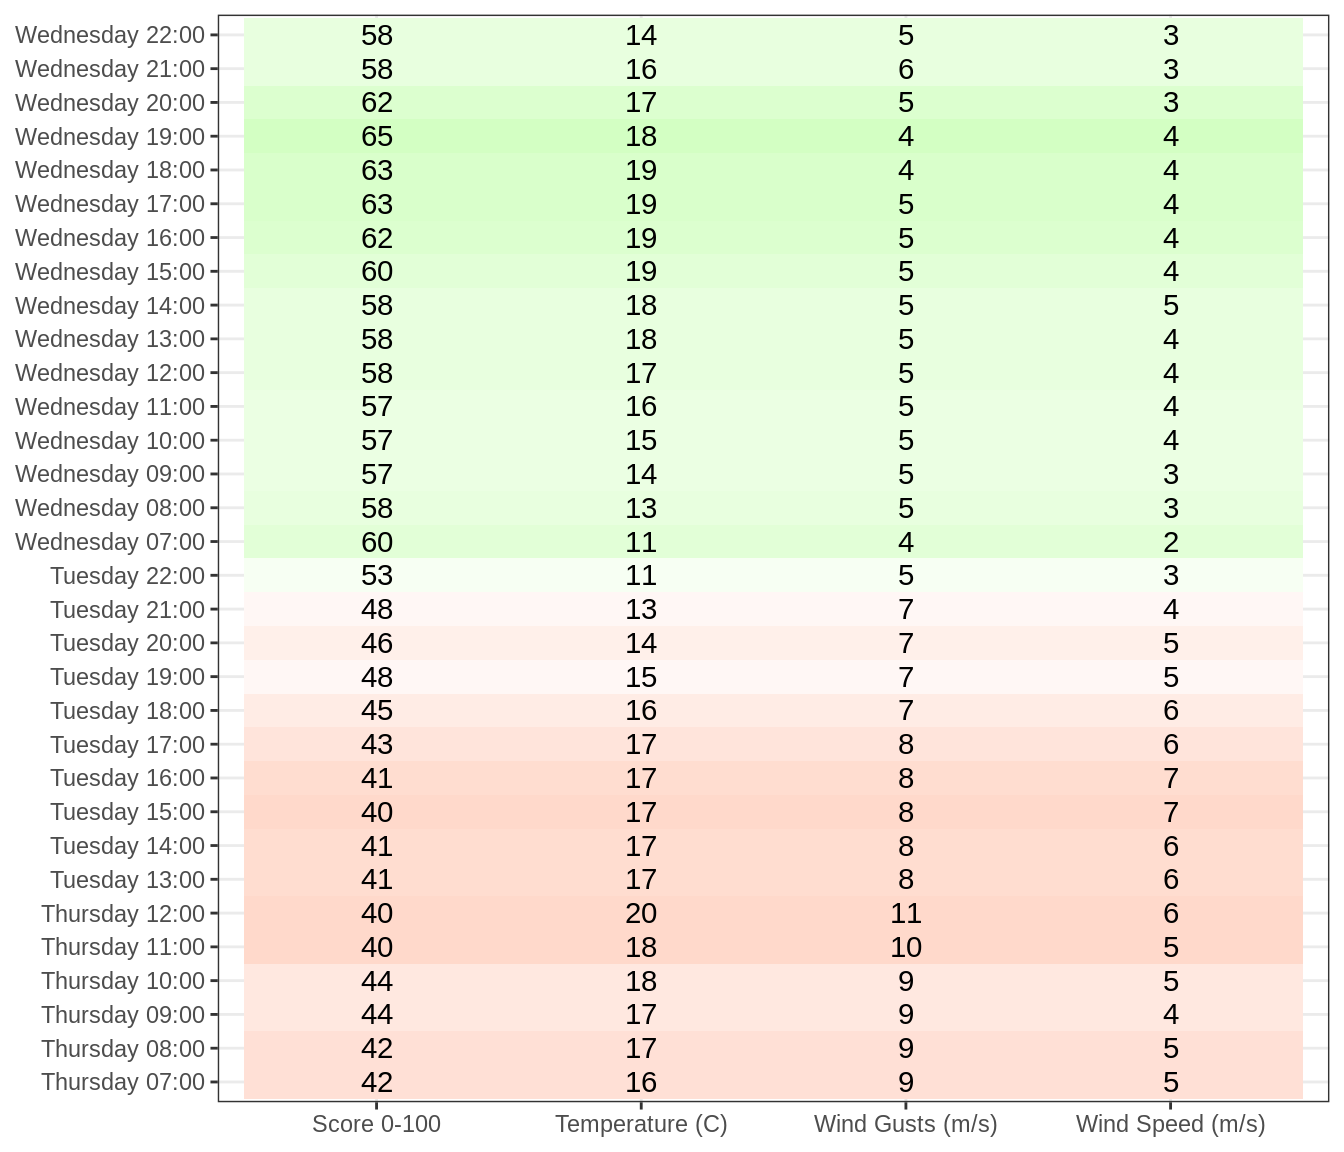 Wednesday 22:00 58 14 5 3
Wednesday 21:00 58 16 6 3
Wednesday 20:00 62 17 5 3
Wednesday 19:00 65 18 4 4
Wednesday 18:00 63 19 4 4
Wednesday 17:00 63 19 5 4
Wednesday 16:00 62 19 5 4
Wednesday 15:00 60 19 5 4
Wednesday 14:00 58 18 5 5
Wednesday 13:00 58 18 5 4
Wednesday 12:00 58 17 5 4
Wednesday 11:00 57 16 5 4
Wednesday 10:00 57 15 5 4
Wednesday 09:00 57 14 5 3
Wednesday 08:00 58 13 5 3
Wednesday 07:00 60 11 4 2
Tuesday 22:00 53 11 5 3
Tuesday 21:00 48 13 7 4
Tuesday 20:00 46 14 7 5
Tuesday 19:00 48 15 7 5
Tuesday 18:00 45 16 7 6
Tuesday 17:00 43 17 8 6
Tuesday 16:00 41 17 8 7
Tuesday 15:00 40 17 8 7
Tuesday 14:00 41 17 8 6
Tuesday 13:00 41 17 8 6
Thursday 12:00 40 20 11 6
Thursday 11:00 40 18 10 5
Thursday 10:00 44 18 9 5
Thursday 09:00 44 17 9 4
Thursday 08:00 42 17 9 5
Thursday 07:00 42 16 9 5
Score 0-100 Temperature (C) Wind Gusts (m/s) Wind Speed (m/s)